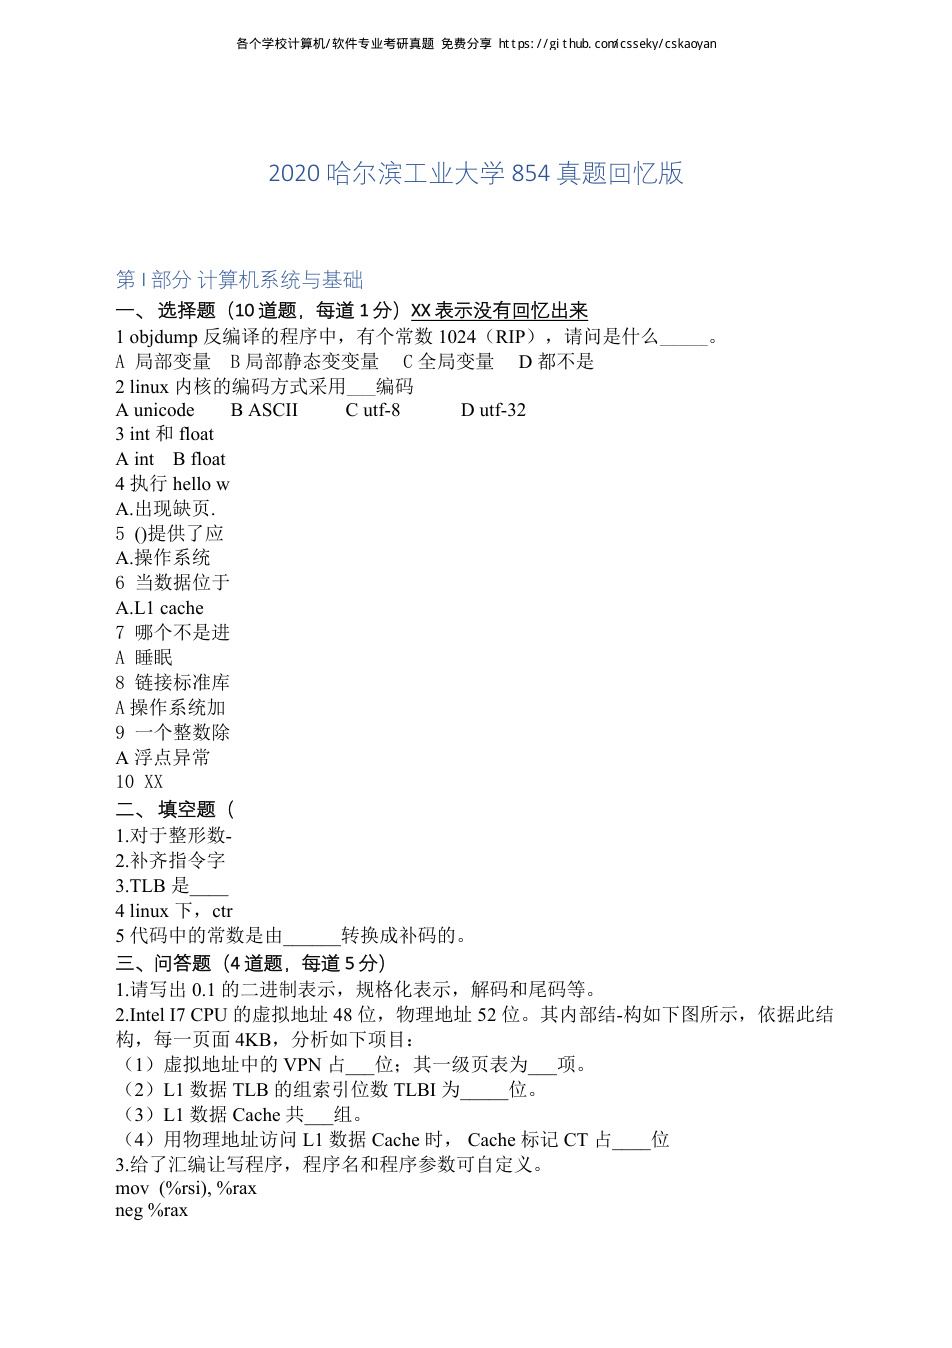 各个学校计算机/软件专业考研真题 免费分享 https://github.com/csseky/cskaoyan
2020 哈尔滨工业大学 854 真题回忆版
第 I 部分 计算机系统与基础
一、 选择题（10 道题，每道 1 分）XX 表示没有回忆出来
1 objdump 反编译的程序中，有个常数 1024（RIP），请问是什么_____。
A 局部变量 B 局部静态变变量 C 全局变量 D 都不是
2 linux 内核的编码方式采用___编码
A unicode B ASCII C utf-8 D utf-32
3 int 和 float
A int B float
4 执行 hello w
A.出现缺页.
5 ()提供了应
A.操作系统
6 当数据位于
A.L1 cache
7 哪个不是进
A 睡眠
8 链接标准库
A 操作系统加
9 一个整数除
A 浮点异常
10 XX
二、 填空题（
1.对于整形数-
2.补齐指令字
3.TLB 是____
4 linux 下，ctr
5 代码中的常数是由______转换成补码的。
三、问答题（4 道题，每道 5 分）
1.请写出 0.1 的二进制表示，规格化表示，解码和尾码等。
2.Intel I7 CPU 的虚拟地址 48 位，物理地址 52 位。其内部结-构如下图所示，依据此结
构，每一页面 4KB，分析如下项目：
（1）虚拟地址中的 VPN 占___位；其一级页表为___项。
（2）L1 数据 TLB 的组索引位数 TLBI 为_____位。
（3）L1 数据 Cache 共___组。
（4）用物理地址访问 L1 数据 Cache 时， Cache 标记 CT 占____位
3.给了汇编让写程序，程序名和程序参数可自定义。
mov (%rsi), %rax
neg %rax